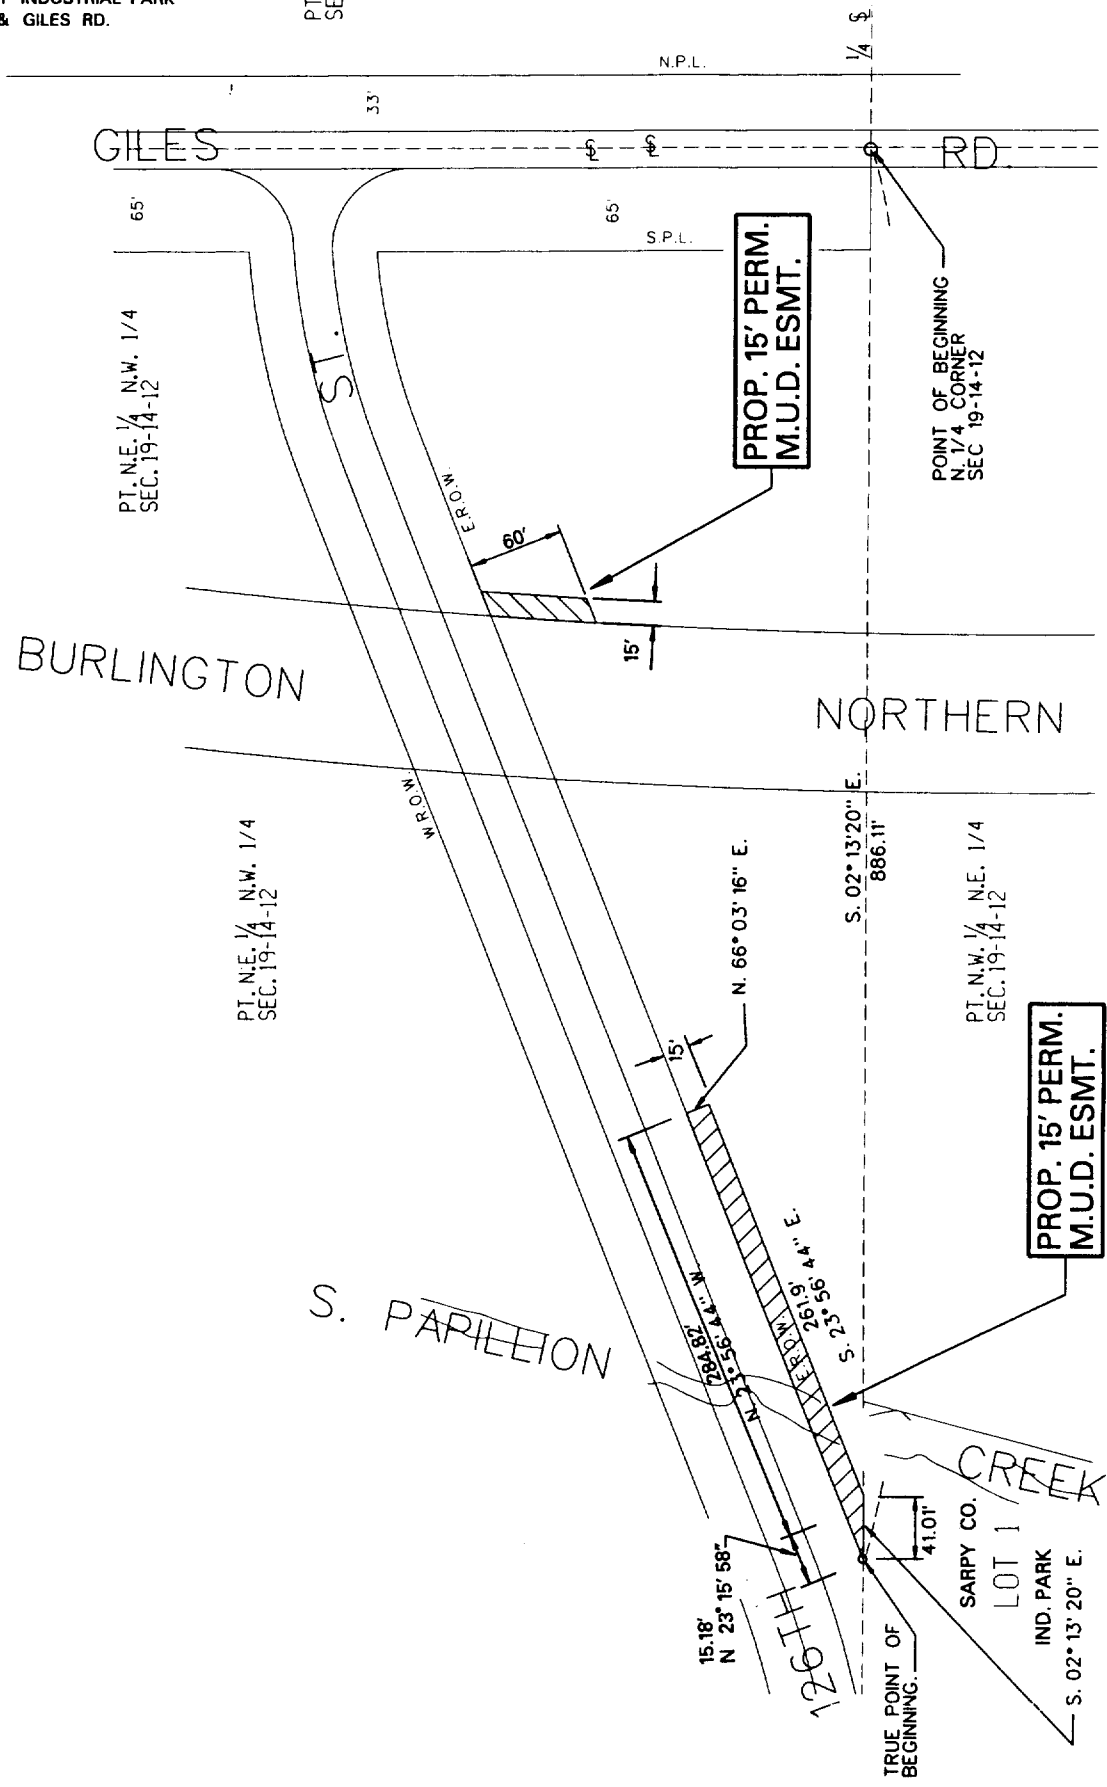 INDUSTRIAL PARK
& GILES RD.
PT
SE
N.P.L.
1/4 ℄
33'
GILES
℄
℄
RD.
65'
65'
S.P.L.
ST.
PT. N.E. 1/4 N.W. 1/4
SEC. 19-14-12
PROP. 15' PERM.
M.U.D. ESMT.
POINT OF BEGINNING
N. 1/4 CORNER
SEC 19-14-12
E.R.O.W.
60'
15'
BURLINGTON
NORTHERN
W.R.O.W.
PT. N.E. 1/4 N.W. 1/4
SEC. 19-14-12
S. 02° 13' 20" E.
886.11'
N. 66° 03' 16" E.
PT. N.W. 1/4 N.E. 1/4
SEC. 19-14-12
15'
PROP. 15' PERM.
M.U.D. ESMT.
284.82'
N. 23° 56' 44" W.
E.R.O.W.
261.9'
S. 23° 56' 44" E.
S. PAPILLION
CREEK
15.18'
N 23° 15' 58"
41.01'
126TH
SARPY CO.
LOT 1
IND. PARK
S. 02° 13' 20" E.
TRUE POINT OF
BEGINNING.